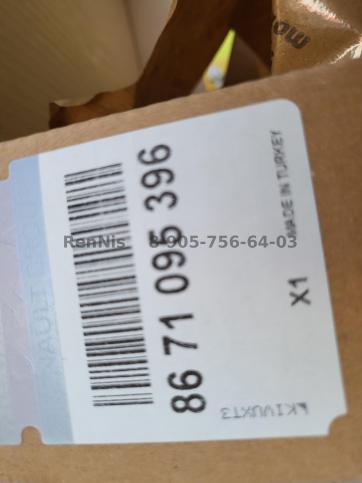 86 71 095 396
MADE IN TURKEY
X1
RenNis 8-905-756-64-03